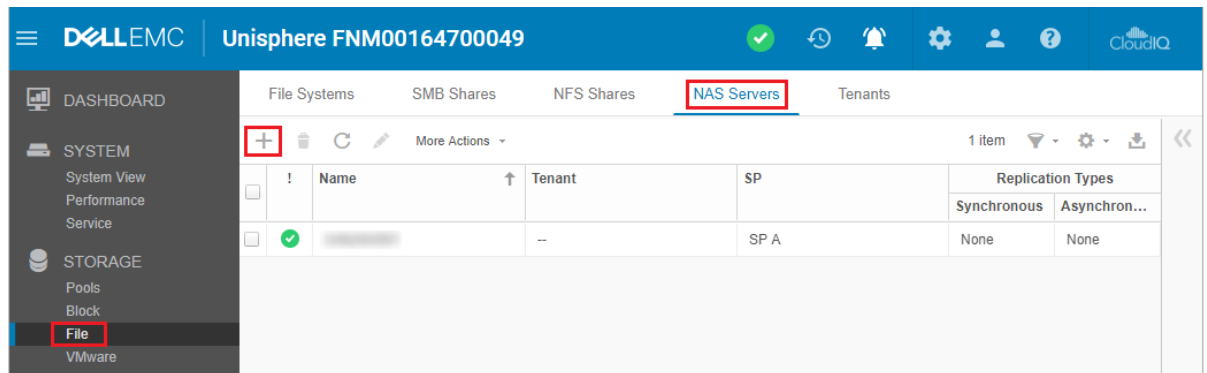 DELLEMC Unisphere FNM00164700049 CloudIQ
DASHBOARD
SYSTEM
System View
Performance
Service
STORAGE
Pools
Block
File
VMware
File Systems SMB Shares NFS Shares NAS Servers Tenants
More Actions 1 item
! Name Tenant SP Replication Types
Synchronous Asynchron...
-- SP A None None